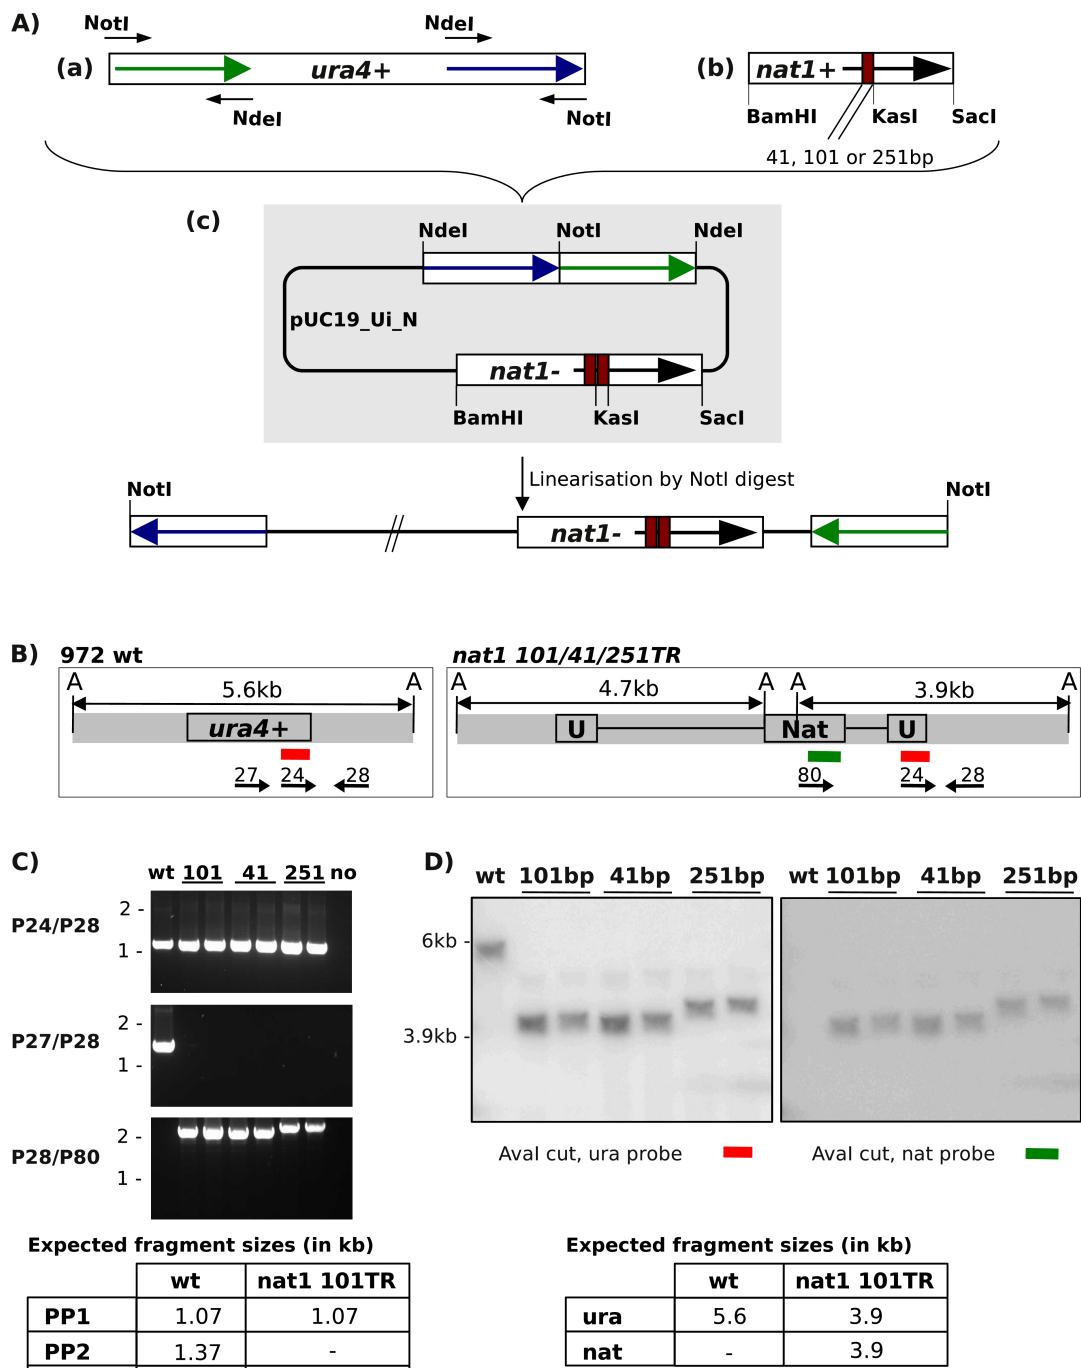 A)
NotI
NdeI
(a)
ura4+
NdeI
NotI
(b)
nat1+
BamHI
KasI
SacI
41, 101 or 251bp
(c)
NdeI
NotI
NdeI
pUC19_Ui_N
nat1-
BamHI
KasI
SacI
Linearisation by NotI digest
NotI
NotI
nat1-
B)
972 wt
A
A
5.6kb
ura4+
27
24
28
nat1 101/41/251TR
A
A
A
A
4.7kb
3.9kb
U
Nat
U
80
24
28
C)
wt 101 41 251 no
P24/P28
2 -
1 -
P27/P28
2 -
1 -
P28/P80
2 -
1 -
Expected fragment sizes (in kb)
wt nat1 101TR
PP1 1.07 1.07
PP2 1.37 -
D)
wt 101bp 41bp 251bp
wt 101bp 41bp 251bp
6kb -
3.9kb -
AvaI cut, ura probe
AvaI cut, nat probe
Expected fragment sizes (in kb)
wt nat1 101TR
ura 5.6 3.9
nat - 3.9